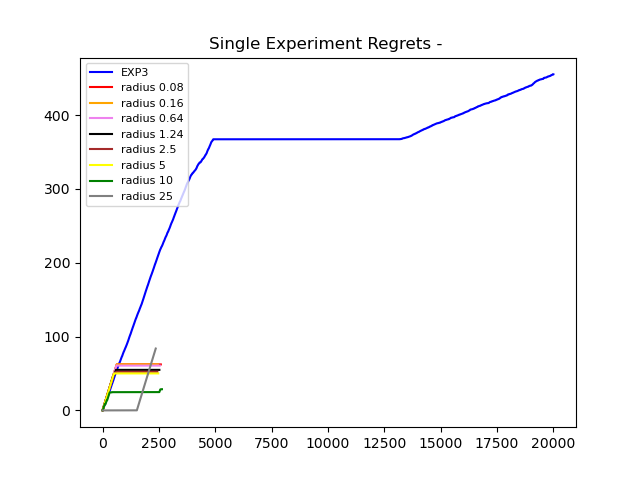 Single Experiment Regrets -
EXP3
radius 0.08
radius 0.16
radius 0.64
radius 1.24
radius 2.5
radius 5
radius 10
radius 25
400
300
200
100
0
0 2500 5000 7500 10000 12500 15000 17500 20000